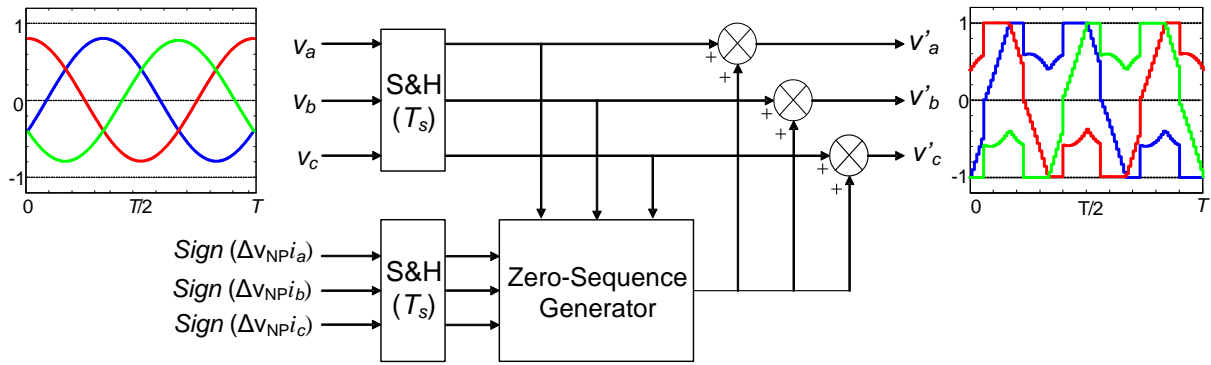 1
0
-1
0
T/2
T
v_a
v_b
v_c
S&H
(T_s)
+
+
+
+
+
+
v'_a
v'_b
v'_c
Sign (Δv_NP i_a)
Sign (Δv_NP i_b)
Sign (Δv_NP i_c)
S&H
(T_s)
Zero-Sequence
Generator
1
0
-1
0
T/2
T